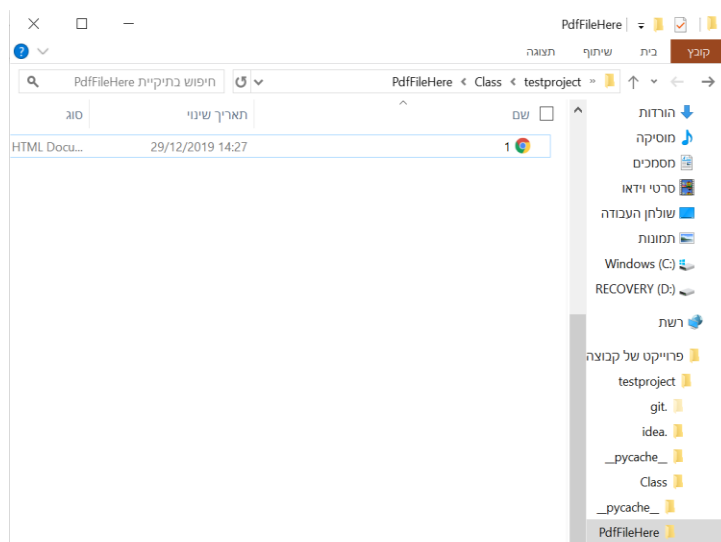 PdfFileHere
קובץ בית שיתוף תצוגה
PdfFileHere < Class < testproject «
חיפוש בתיקיית PdfFileHere
שם תאריך שינוי סוג
1 29/12/2019 14:27 HTML Docu...
הורדות
מוסיקה
מסמכים
סרטי וידאו
שולחן העבודה
תמונות
Windows (C:)
RECOVERY (D:)
רשת
פרוייקט של קבוצה
testproject
git.
idea.
__pycache__
Class
__pycache__
PdfFileHere